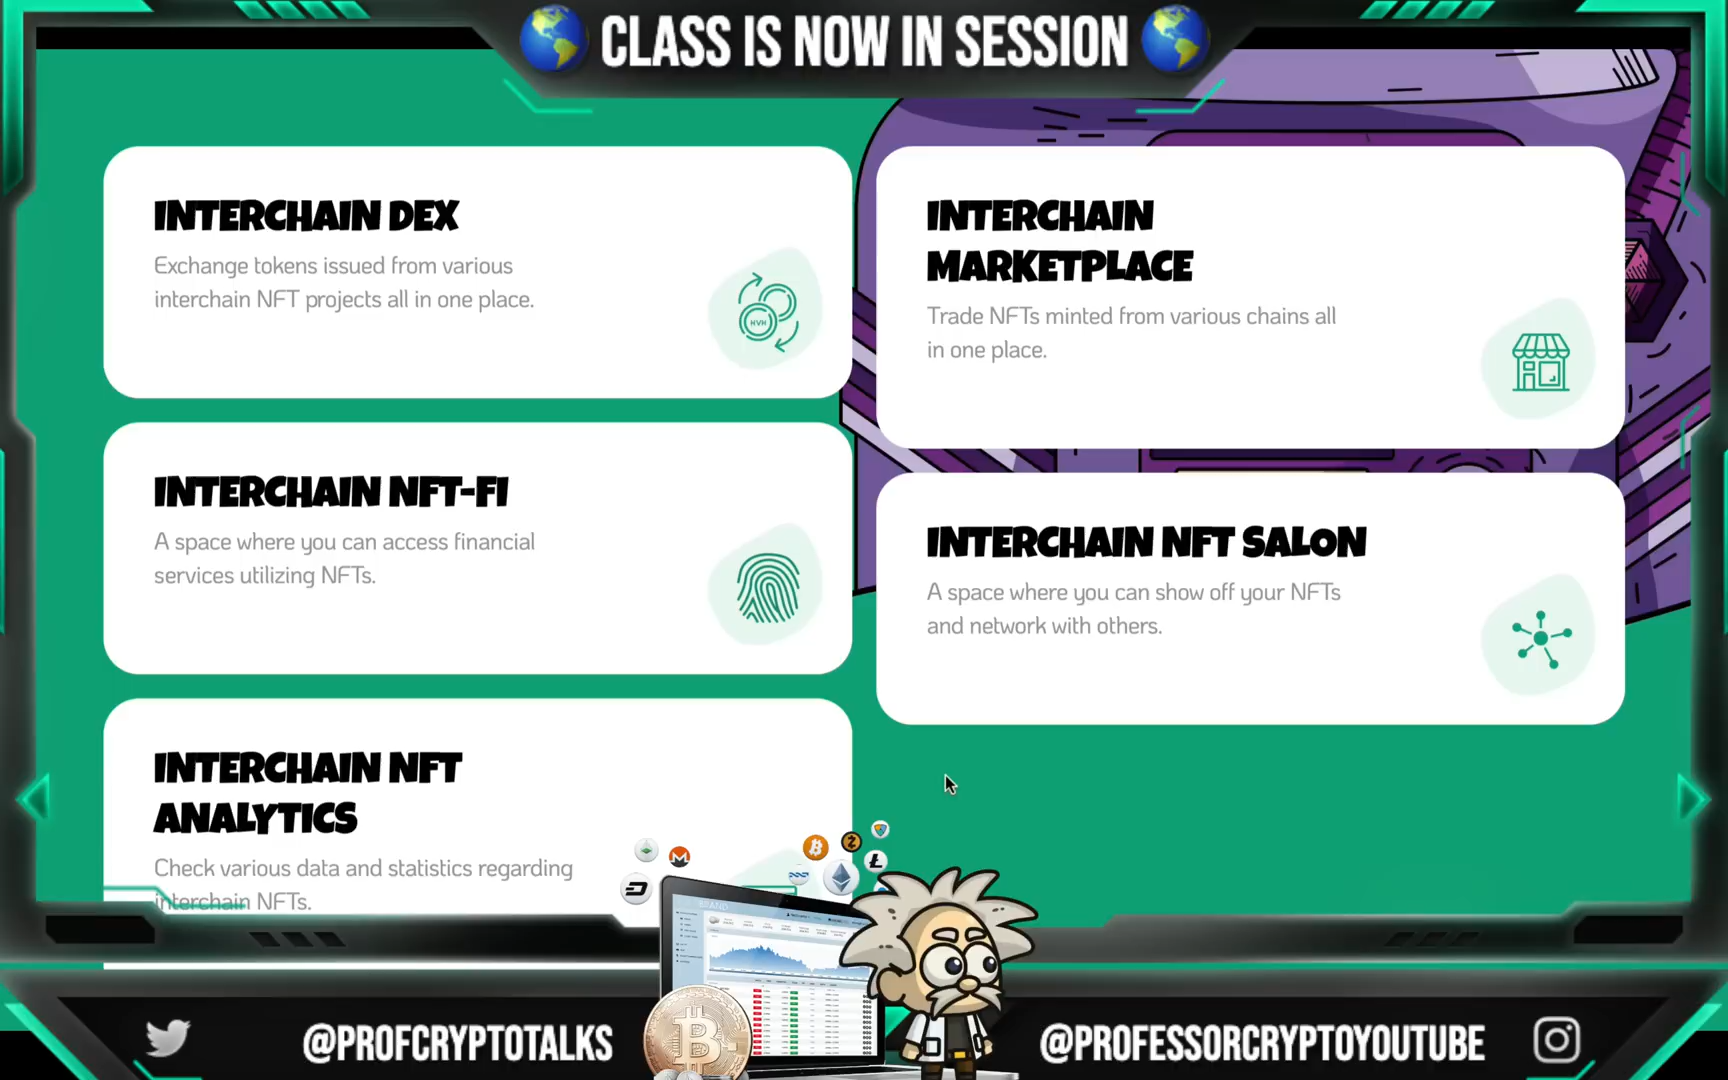 CLASS IS NOW IN SESSION
INTERCHAIN DEX
Exchange tokens issued from various
interchain NFT projects all in one place.
HVH
INTERCHAIN
MARKETPLACE
Trade NFTs minted from various chains all
in one place.
INTERCHAIN NFT-FI
A space where you can access financial
services utilizing NFTs.
INTERCHAIN NFT SALON
A space where you can show off your NFTs
and network with others.
INTERCHAIN NFT
ANALYTICS
Check various data and statistics regarding
interchain NFTs.
@PROFCRYPTOTALKS
@PROFESSORCRYPTOYOUTUBE